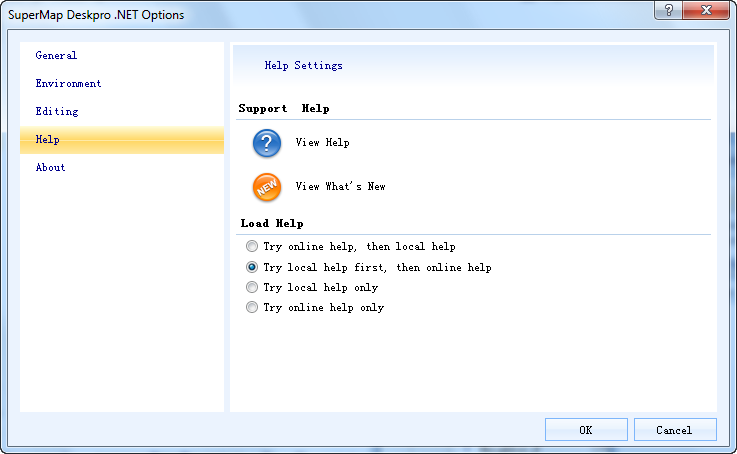 SuperMap Deskpro .NET Options
General
Environment
Editing
Help
About
Help Settings
Support Help
View Help
NEW
View What's New
Load Help
Try online help, then local help
Try local help first, then online help
Try local help only
Try online help only
OK
Cancel